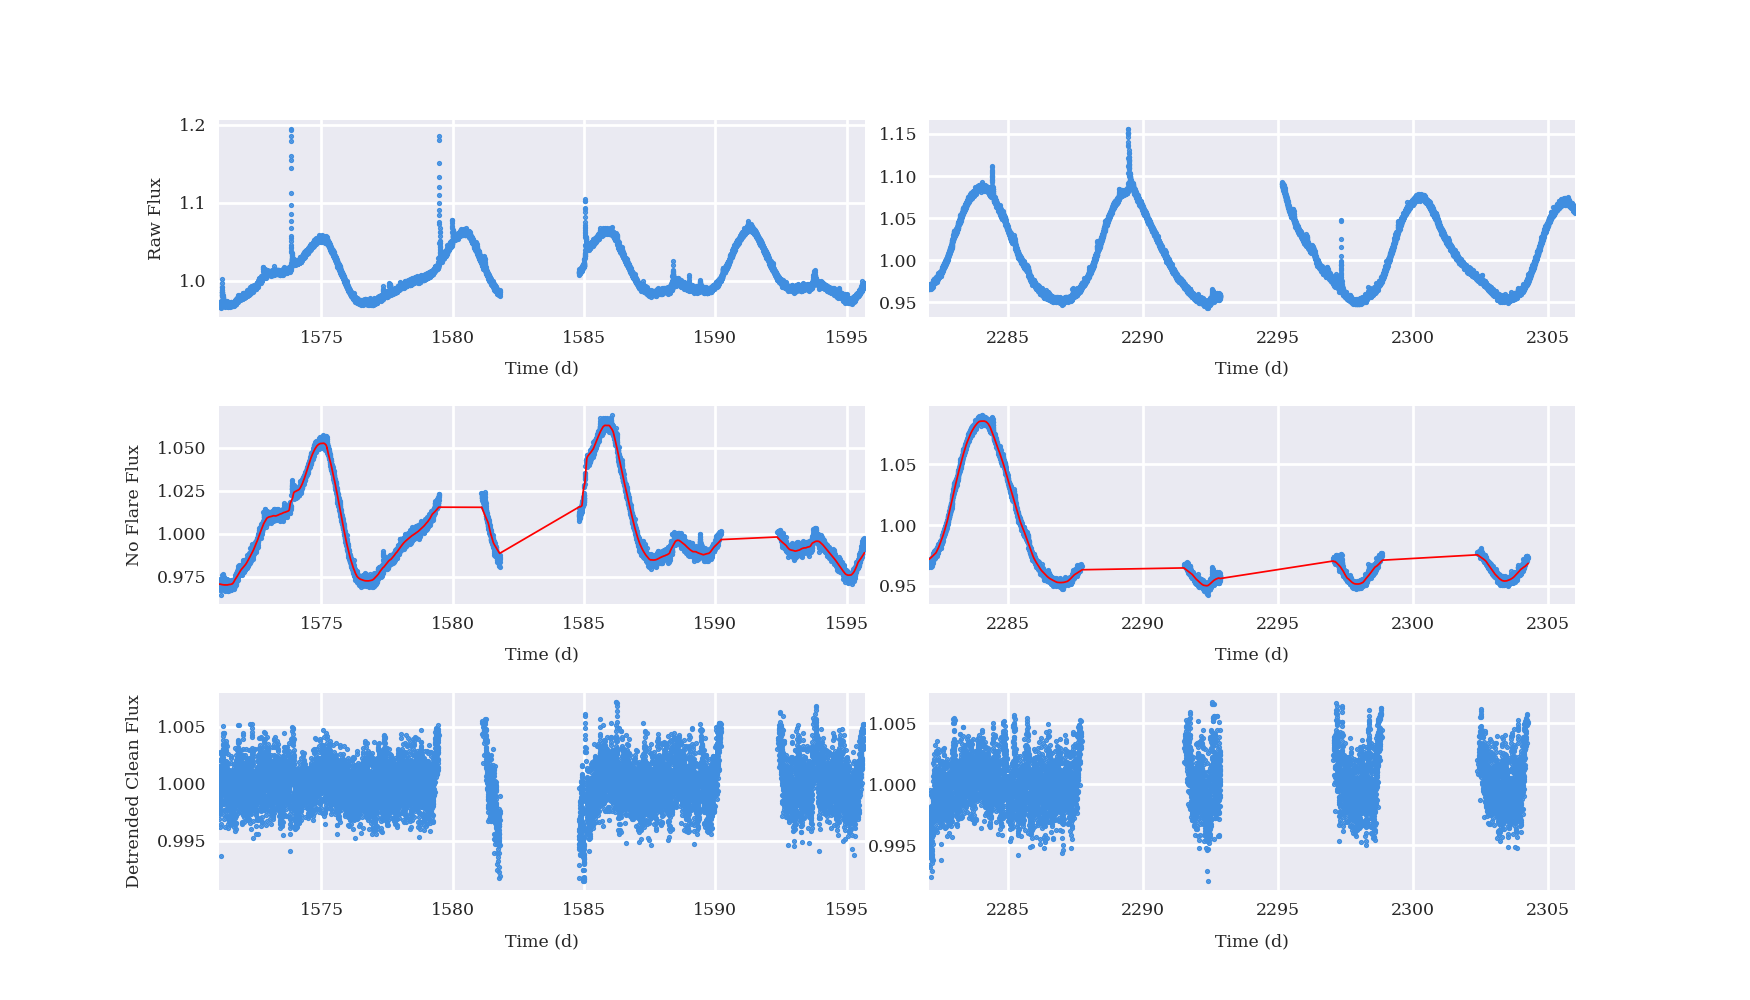 1.2
1.1
1.0
Raw Flux
1575 1580 1585 1590 1595
Time (d)
1.15
1.10
1.05
1.00
0.95
2285 2290 2295 2300 2305
Time (d)
1.050
1.025
1.000
0.975
No Flare Flux
1575 1580 1585 1590 1595
Time (d)
1.05
1.00
0.95
2285 2290 2295 2300 2305
Time (d)
1.005
1.000
0.995
Detrended Clean Flux
1575 1580 1585 1590 1595
Time (d)
1.005
1.000
0.995
2285 2290 2295 2300 2305
Time (d)